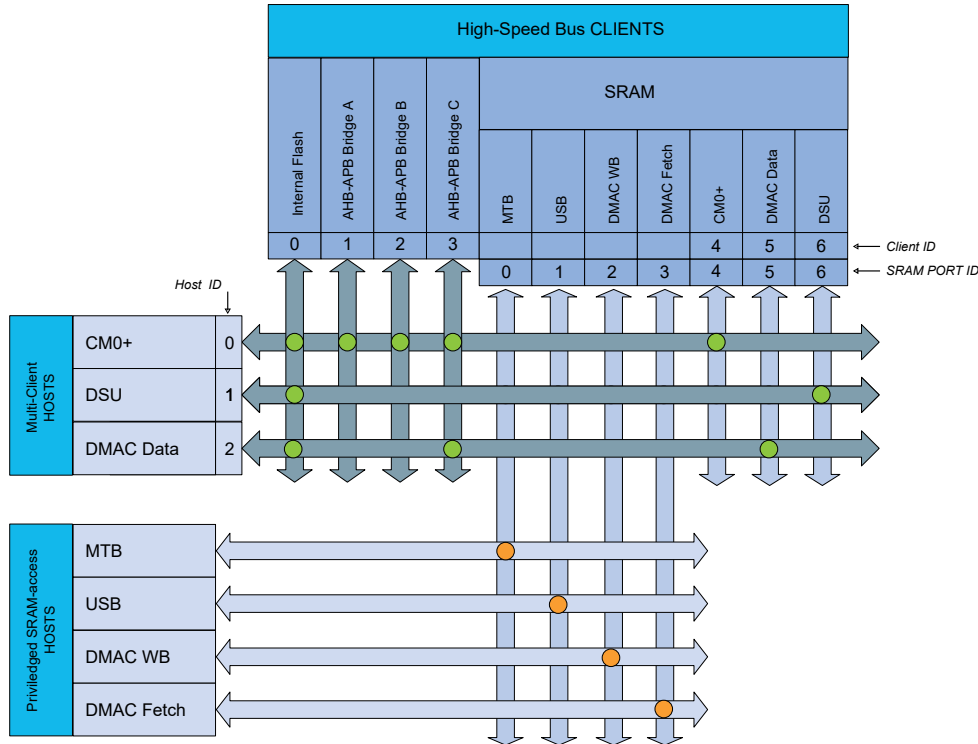 High-Speed Bus CLIENTS
SRAM
Internal Flash
AHB-APB Bridge A
AHB-APB Bridge B
AHB-APB Bridge C
MTB
USB
DMAC WB
DMAC Fetch
CM0+
DMAC Data
DSU
0 1 2 3 4 5 6 Client ID
0 1 2 3 4 5 6 SRAM PORT ID
Host ID
Multi-Client
HOSTS
CM0+ 0
DSU 1
DMAC Data 2
Priviledged SRAM-access
HOSTS
MTB
USB
DMAC WB
DMAC Fetch